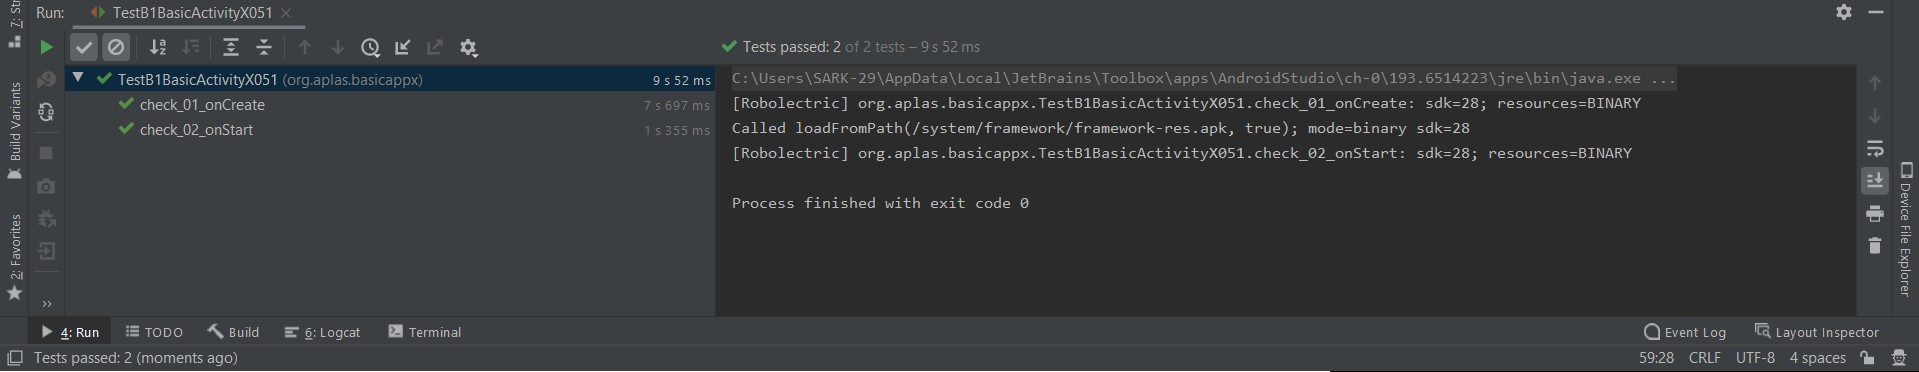 Run: TestB1BasicActivityX051
Tests passed: 2 of 2 tests – 9 s 52 ms
TestB1BasicActivityX051 (org.aplas.basicappx) 9 s 52 ms
check_01_onCreate 7 s 697 ms
check_02_onStart 1 s 355 ms
C:\Users\SARK-29\AppData\Local\JetBrains\Toolbox\apps\AndroidStudio\ch-0\193.6514223\jre\bin\java.exe ...
[Robolectric] org.aplas.basicappx.TestB1BasicActivityX051.check_01_onCreate: sdk=28; resources=BINARY
Called loadFromPath(/system/framework/framework-res.apk, true); mode=binary sdk=28
[Robolectric] org.aplas.basicappx.TestB1BasicActivityX051.check_02_onStart: sdk=28; resources=BINARY
Process finished with exit code 0
Build Variants
2: Favorites
Device File Explorer
4: Run TODO Build 6: Logcat Terminal Event Log Layout Inspector
Tests passed: 2 (moments ago) 59:28 CRLF UTF-8 4 spaces